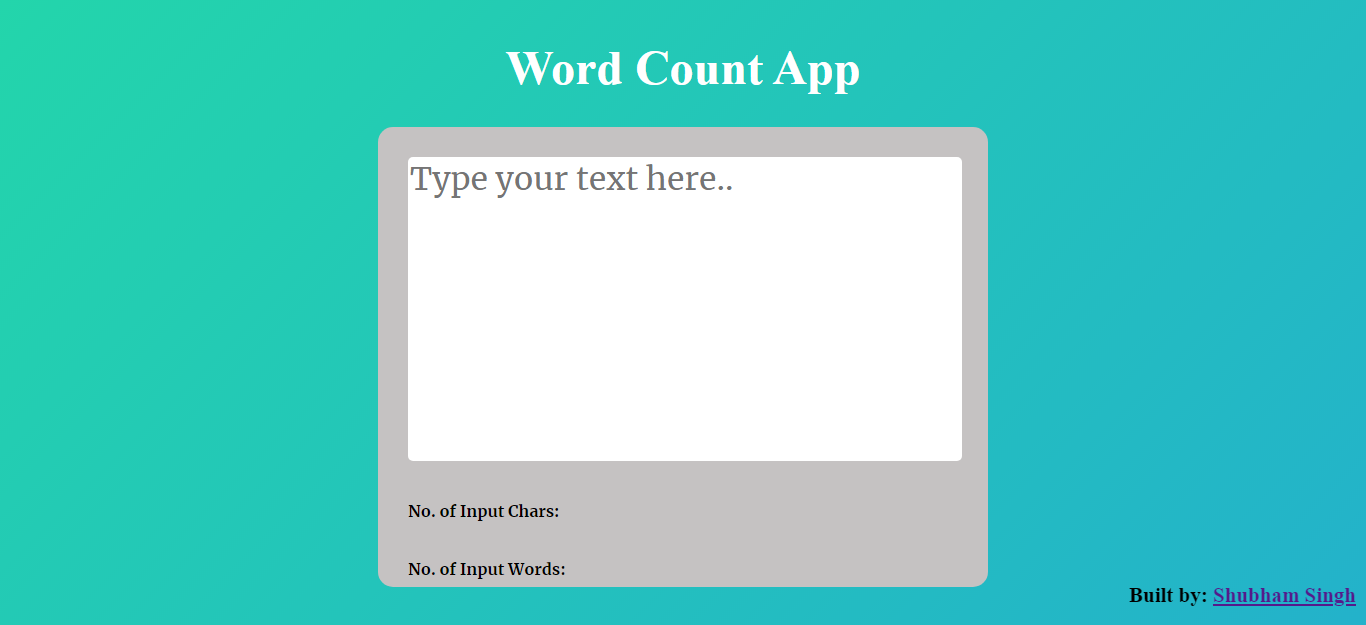 Word Count App
Type your text here..
No. of Input Chars:
No. of Input Words:
Built by: Shubham Singh